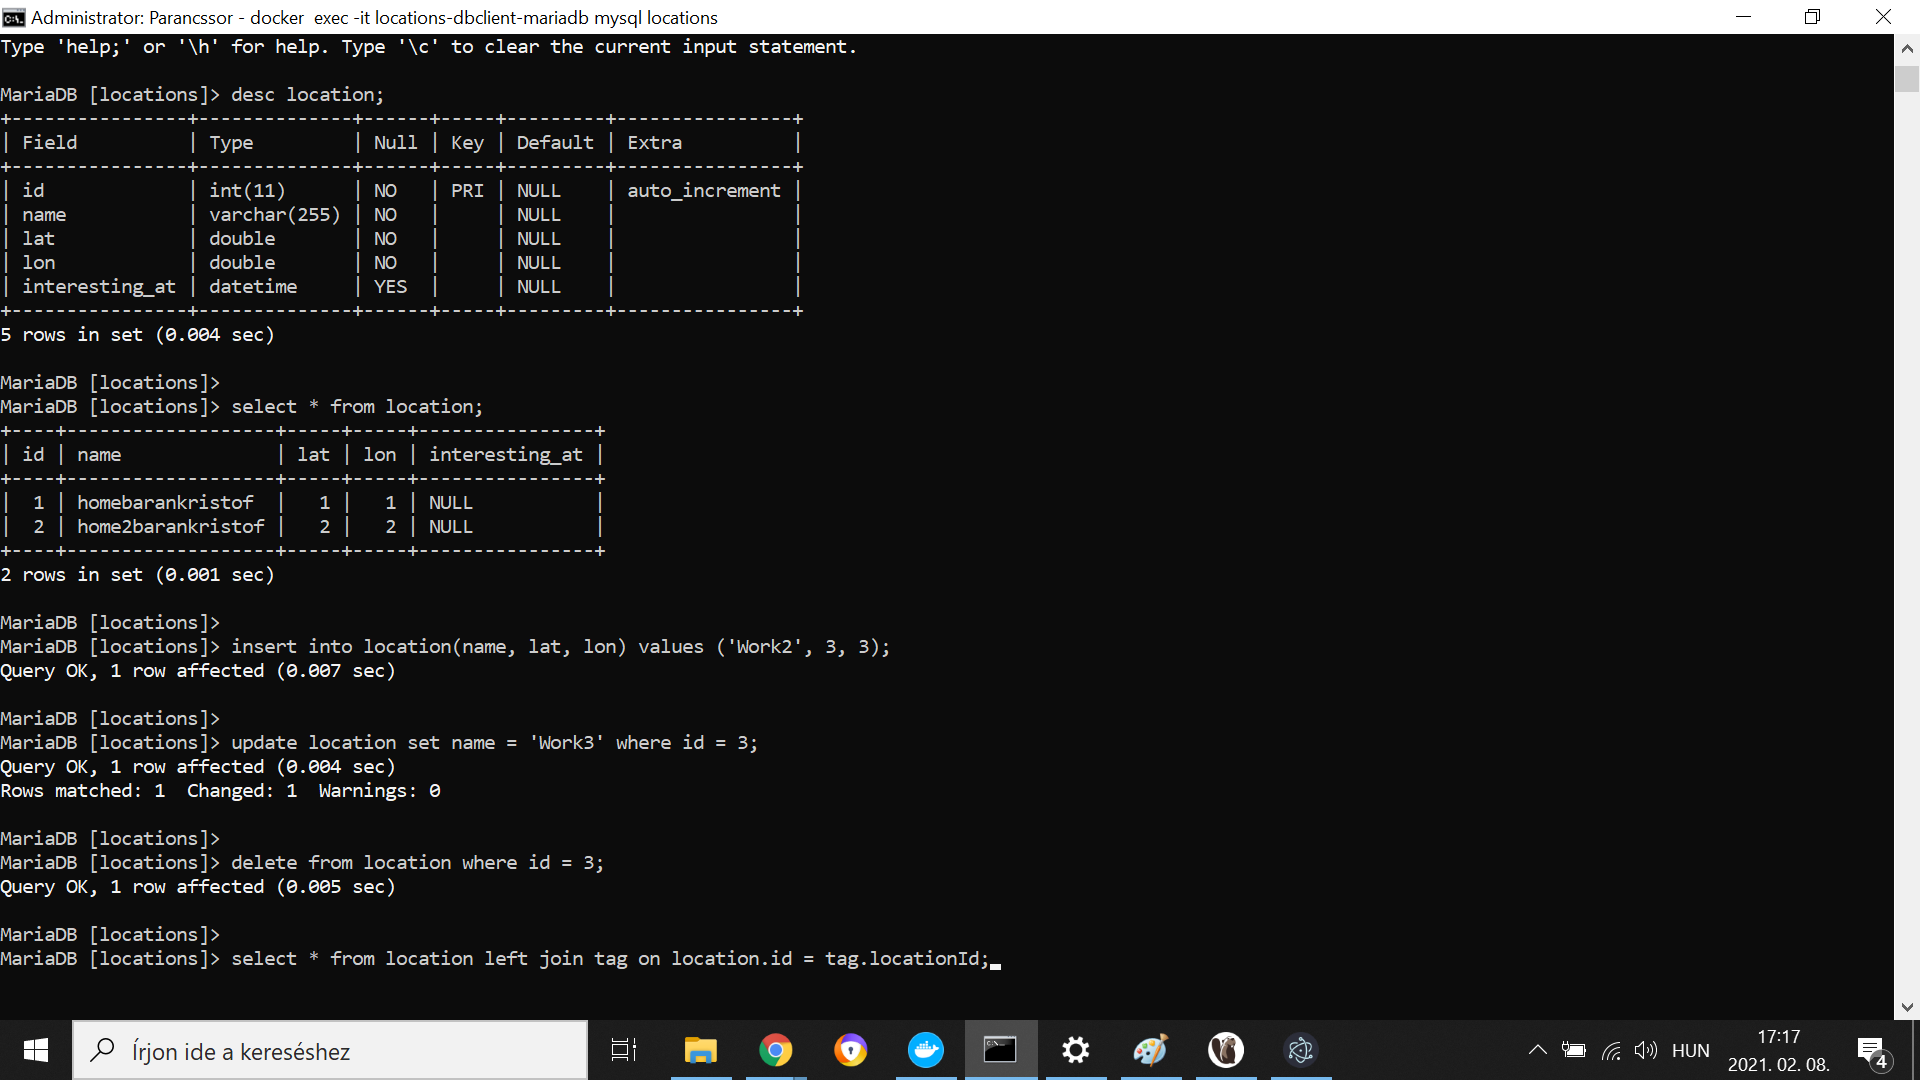 Administrator: Parancssor - docker  exec -it locations-dbclient-mariadb mysql locations
Type 'help;' or '\h' for help. Type '\c' to clear the current input statement.
MariaDB [locations]> desc location;
+-----------------+--------------+------+-----+---------+----------------+
| Field           | Type         | Null | Key | Default | Extra          |
+-----------------+--------------+------+-----+---------+----------------+
| id              | int(11)      | NO   | PRI | NULL    | auto_increment |
| name            | varchar(255) | NO   |     | NULL    |                |
| lat             | double       | NO   |     | NULL    |                |
| lon             | double       | NO   |     | NULL    |                |
| interesting_at | datetime     | YES  |     | NULL    |                |
+-----------------+--------------+------+-----+---------+----------------+
5 rows in set (0.004 sec)
MariaDB [locations]>
MariaDB [locations]> select * from location;
+----+-------------------+-----+-----+----------------+
| id | name              | lat | lon | interesting_at |
+----+-------------------+-----+-----+----------------+
|  1 | homebarankristof  |   1 |   1 | NULL           |
|  2 | home2barankristof |   2 |   2 | NULL           |
+----+-------------------+-----+-----+----------------+
2 rows in set (0.001 sec)
MariaDB [locations]>
MariaDB [locations]> insert into location(name, lat, lon) values ('Work2', 3, 3);
Query OK, 1 row affected (0.007 sec)
MariaDB [locations]>
MariaDB [locations]> update location set name = 'Work3' where id = 3;
Query OK, 1 row affected (0.004 sec)
Rows matched: 1  Changed: 1  Warnings: 0
MariaDB [locations]>
MariaDB [locations]> delete from location where id = 3;
Query OK, 1 row affected (0.005 sec)
MariaDB [locations]>
MariaDB [locations]> select * from location left join tag on location.id = tag.locationId;
Írjon ide a kereséshez
HUN
17:17
2021. 02. 08.
4